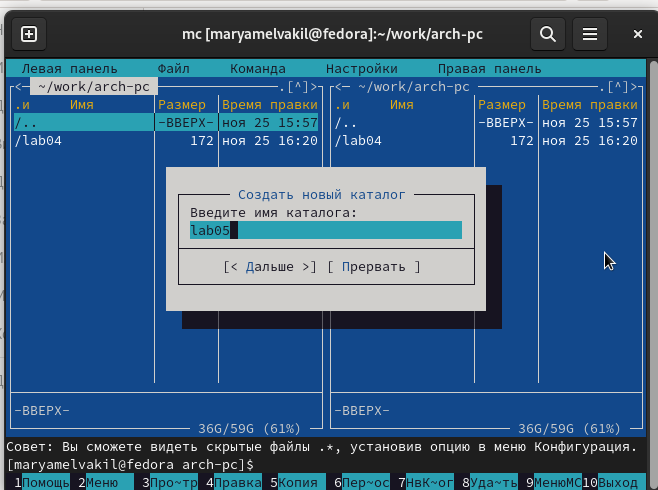 mc [maryamelvakil@fedora]:~/work/arch-pc
Левая панель Файл Команда Настройки Правая панель
<─ ~/work/arch-pc .[^]> <─ ~/work/arch-pc .[^]>
.и Имя Размер Время правки .и Имя Размер Время правки
/.. -ВВЕРХ- ноя 25 15:57 /.. -ВВЕРХ- ноя 25 15:57
/lab04 172 ноя 25 16:20 /lab04 172 ноя 25 16:20
Создать новый каталог
Введите имя каталога:
lab05
[< Дальше >] [ Прервать ]
-ВВЕРХ- -ВВЕРХ-
36G/59G (61%) 36G/59G (61%)
Совет: Вы сможете видеть скрытые файлы .*, установив опцию в меню Конфигурация.
[maryamelvakil@fedora arch-pc]$
1Помощь 2Меню 3Про~тр 4Правка 5Копия 6Пер~ос 7НвК~ог 8Уда~ть 9МенюMC 10Выход